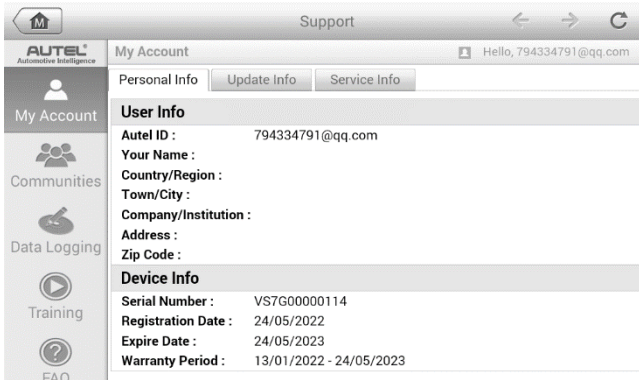 M
Support
AUTEL
Automotive Intelligence
My Account
Hello, 794334791@qq.com
My Account
Communities
Data Logging
Training
FAQ
Personal Info
Update Info
Service Info
User Info
Autel ID : 794334791@qq.com
Your Name :
Country/Region :
Town/City :
Company/Institution :
Address :
Zip Code :
Device Info
Serial Number : VS7G00000114
Registration Date : 24/05/2022
Expire Date : 24/05/2023
Warranty Period : 13/01/2022 - 24/05/2023